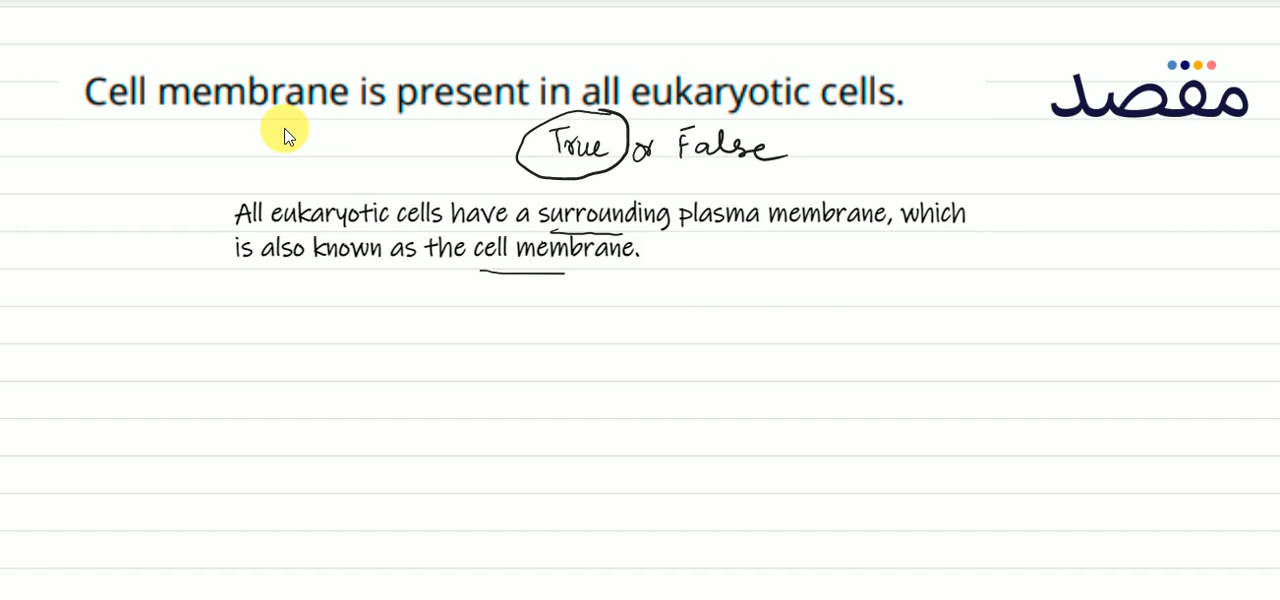 Cell membrane is present in all eukaryotic cells.
مقصد
True or False
All eukaryotic cells have a surrounding plasma membrane, which
is also known as the cell membrane.